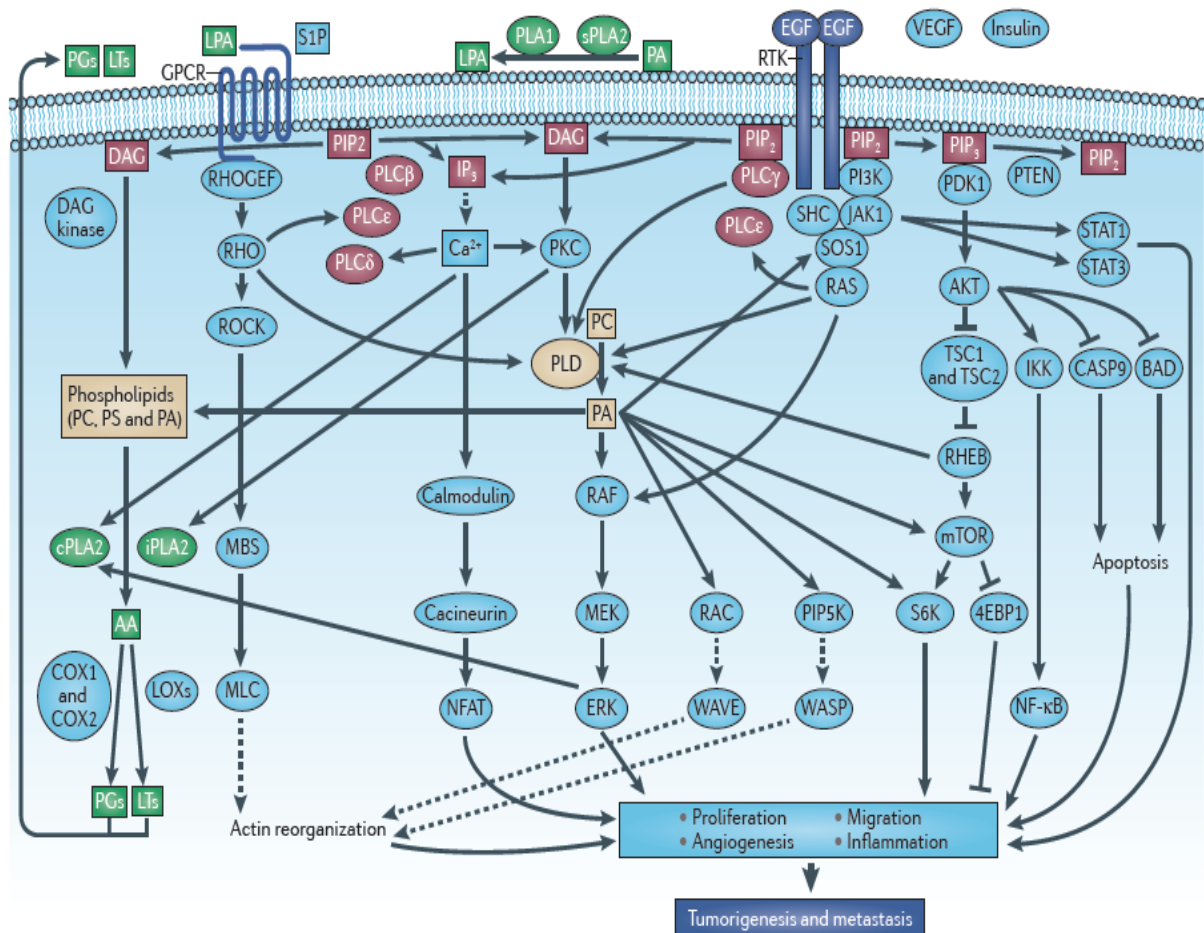 PGs LTs
LPA
S1P
GPCR
PLA1
sPLA2
LPA
PA
EGF EGF
RTK
VEGF
Insulin
DAG
RHOGEF
PIP2
PLCβ
IP3
DAG
PIP2
PLCγ
PIP2
PI3K
PIP3
PDK1
PTEN
PIP2
DAG
kinase
RHO
PLCε
PLCδ
Ca2+
PKC
PLCε
SHC
JAK1
SOS1
RAS
STAT1
STAT3
AKT
ROCK
PC
PLD
PA
TSC1
and TSC2
IKK
CASP9
BAD
Phospholipids
(PC, PS and PA)
RHEB
Calmodulin
RAF
mTOR
cPLA2
iPLA2
MBS
Apoptosis
AA
Cacineurin
MEK
RAC
PIP5K
S6K
4EBP1
COX1
and
COX2
LOXs
MLC
NFAT
ERK
WAVE
WASP
NF-κB
PGs
LTs
Actin reorganization
• Proliferation
• Migration
• Angiogenesis
• Inflammation
Tumorigenesis and metastasis